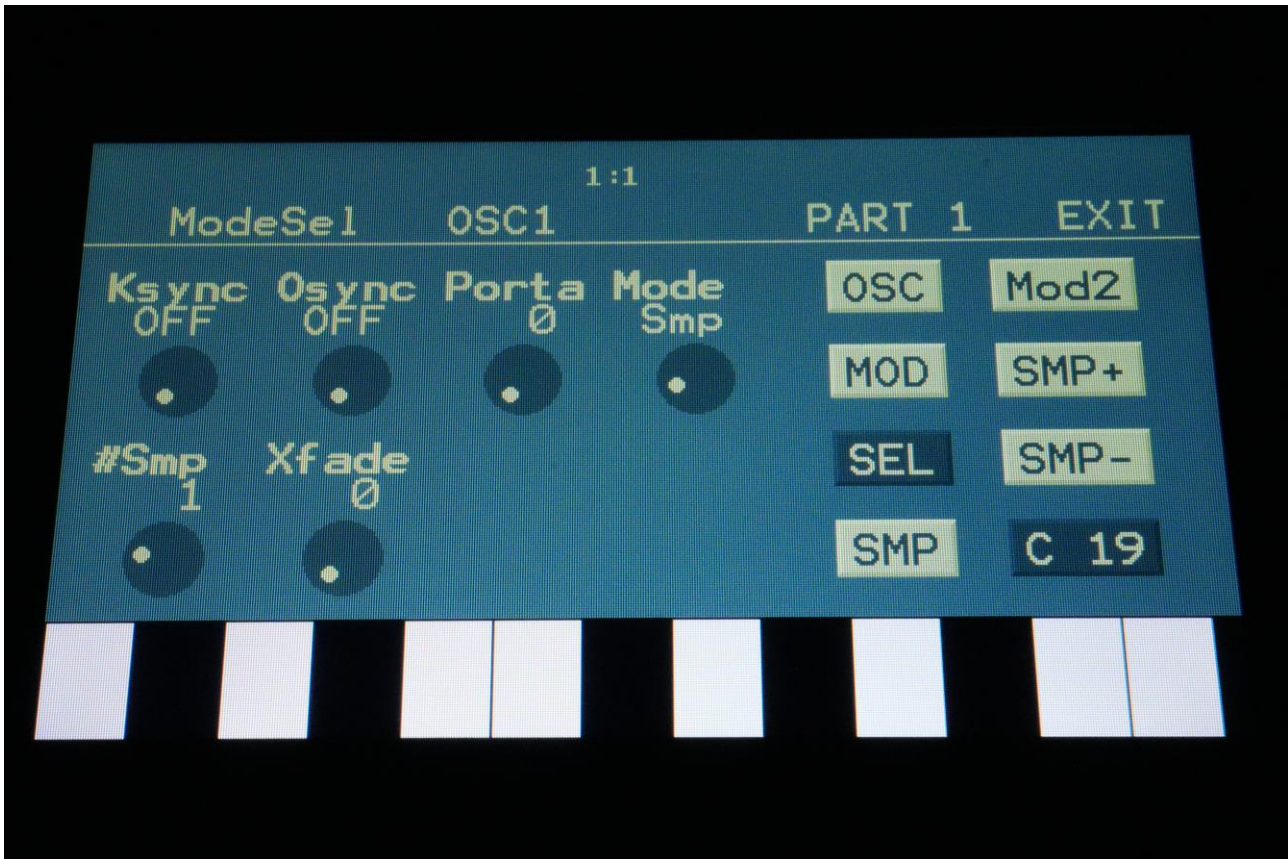 1:1
ModeSel OSC1 PART 1 EXIT
Ksync Osync Porta Mode
OFF OFF 0 Smp
OSC Mod2
MOD SMP+
#Smp Xfade
1 0
SEL SMP-
SMP C 19